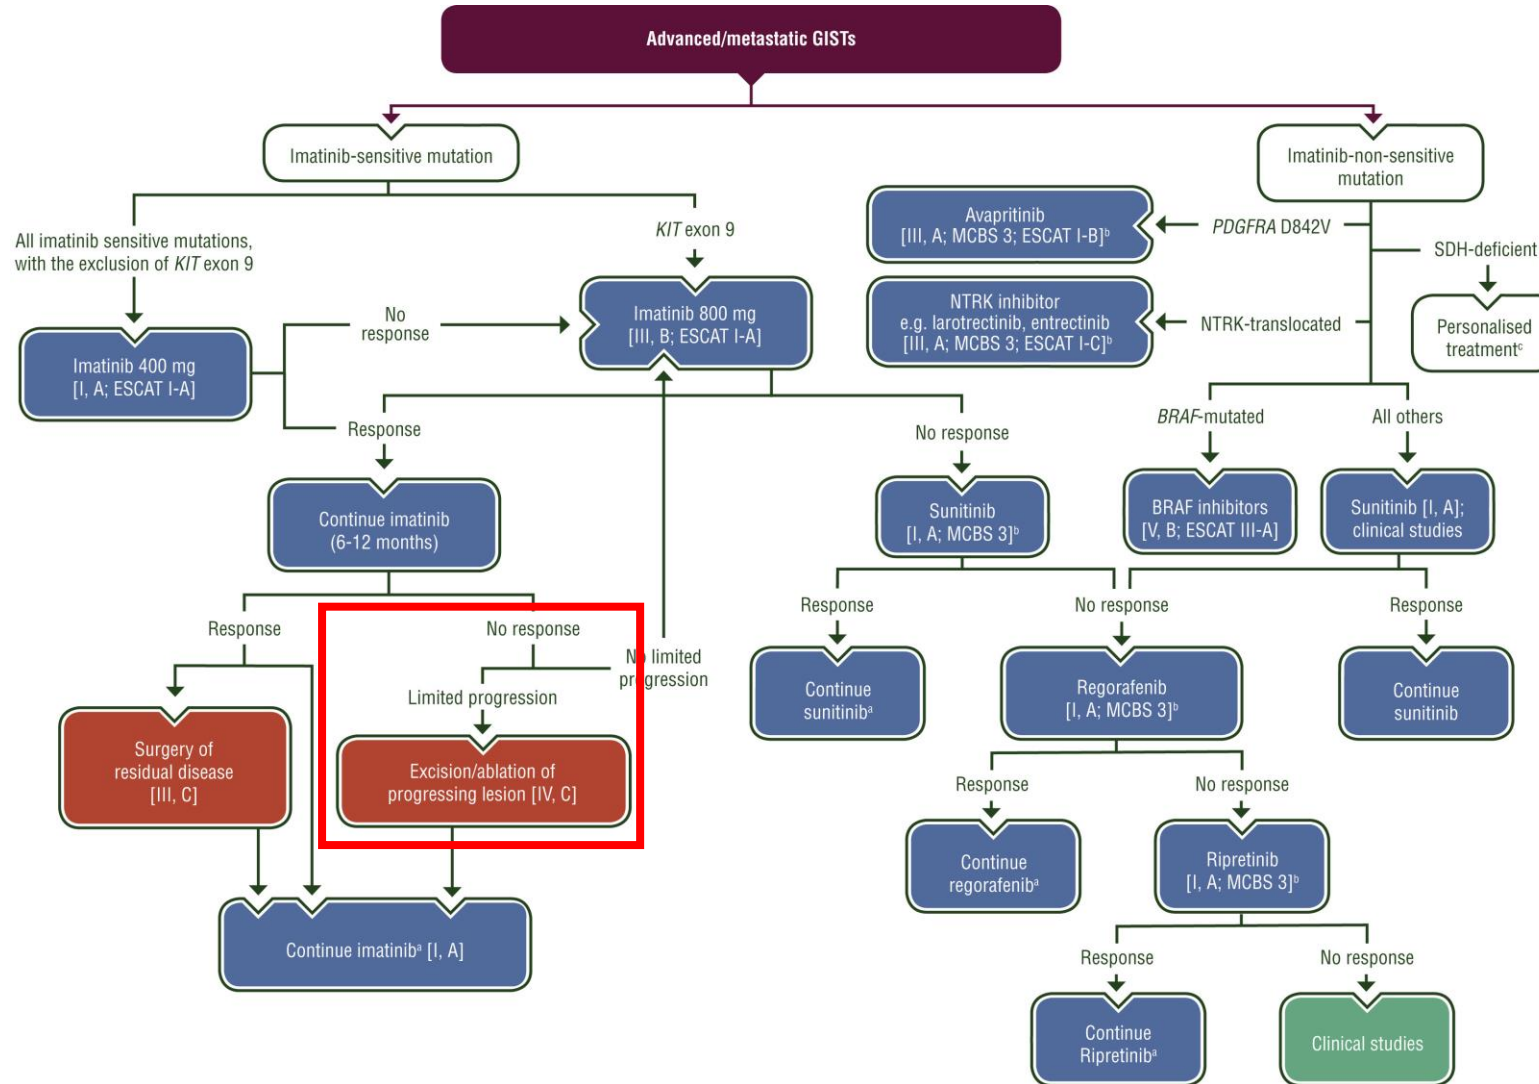 Advanced/metastatic GISTs
Imatinib-sensitive mutation
Imatinib-non-sensitive
mutation
All imatinib sensitive mutations,
with the exclusion of KIT exon 9
KIT exon 9
Avapritinib
[III, A; MCBS 3; ESCAT I-B]b
PDGFRA D842V
SDH-deficient
No
response
Imatinib 800 mg
[III, B; ESCAT I-A]
NTRK inhibitor
e.g. larotrectinib, entrectinib
[III, A; MCBS 3; ESCAT I-C]b
NTRK-translocated
Personalised
treatmentc
Imatinib 400 mg
[I, A; ESCAT I-A]
Response
No response
BRAF-mutated
All others
Continue imatinib
(6-12 months)
Sunitinib
[I, A; MCBS 3]b
BRAF inhibitors
[V, B; ESCAT III-A]
Sunitinib [I, A];
clinical studies
Response
No response
Response
No response
Response
No limited
progression
Limited progression
Continue
sunitiniba
Regorafenib
[I, A; MCBS 3]b
Continue
sunitinib
Surgery of
residual disease
[III, C]
Excision/ablation of
progressing lesion [IV, C]
Response
No response
Continue
regorafeniba
Ripretinib
[I, A; MCBS 3]b
Continue imatiniba [I, A]
Response
No response
Continue
Ripretiniba
Clinical studies